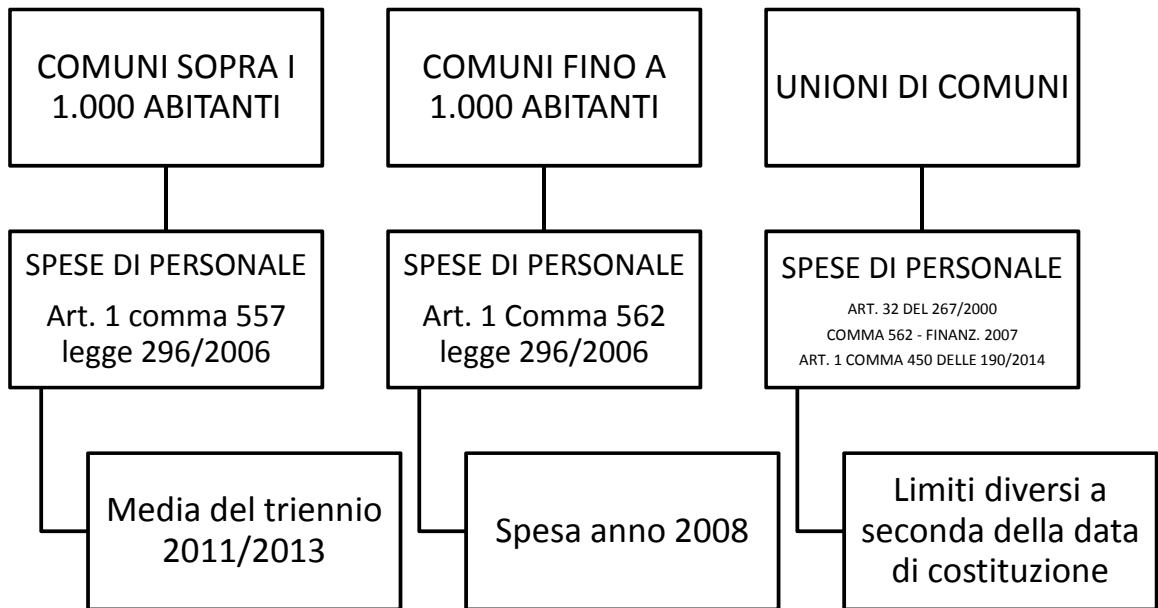 COMUNI SOPRA I
1.000 ABITANTI
SPESE DI PERSONALE
Art. 1 comma 557
legge 296/2006
Media del triennio
2011/2013
COMUNI FINO A
1.000 ABITANTI
SPESE DI PERSONALE
Art. 1 Comma 562
legge 296/2006
Spesa anno 2008
UNIONI DI COMUNI
SPESE DI PERSONALE
ART. 32 DEL 267/2000
COMMA 562 - FINANZ. 2007
ART. 1 COMMA 450 DELLE 190/2014
Limiti diversi a
seconda della data
di costituzione